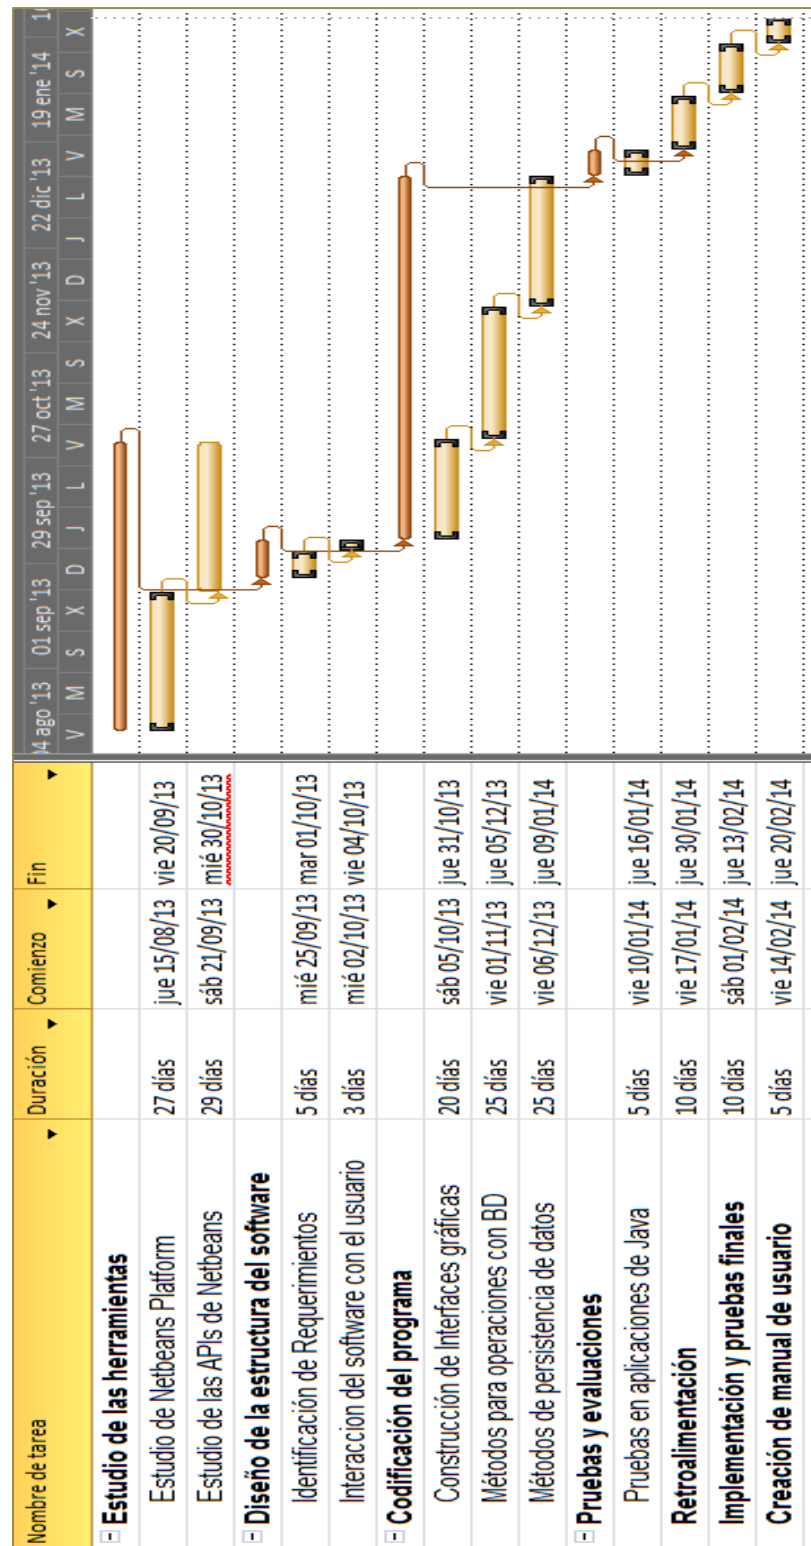 Nombre de tarea Duración Comienzo Fin
Estudio de las herramientas
Estudio de Netbeans Platform 27 días jue 15/08/13 vie 20/09/13
Estudio de las APIs de Netbeans 29 días sáb 21/09/13 mié 30/10/13
Diseño de la estructura del software
Identificación de Requerimientos 5 días mié 25/09/13 mar 01/10/13
Interaccion del software con el usuario 3 días mié 02/10/13 vie 04/10/13
Codificación del programa
Construcción de Interfaces gráficas 20 días sáb 05/10/13 jue 31/10/13
Métodos para operaciones con BD 25 días vie 01/11/13 jue 05/12/13
Métodos de persistencia de datos 25 días vie 06/12/13 jue 09/01/14
Pruebas y evaluaciones
Pruebas en aplicaciones de Java 5 días vie 10/01/14 jue 16/01/14
Retroalimentación 10 días vie 17/01/14 jue 30/01/14
Implementación y pruebas finales 10 días sáb 01/02/14 jue 13/02/14
Creación de manual de usuario 5 días vie 14/02/14 jue 20/02/14
04 ago '13 01 sep '13 29 sep '13 27 oct '13 24 nov '13 22 dic '13 19 ene '14
V M S X D J L V M S X D J L V M S X